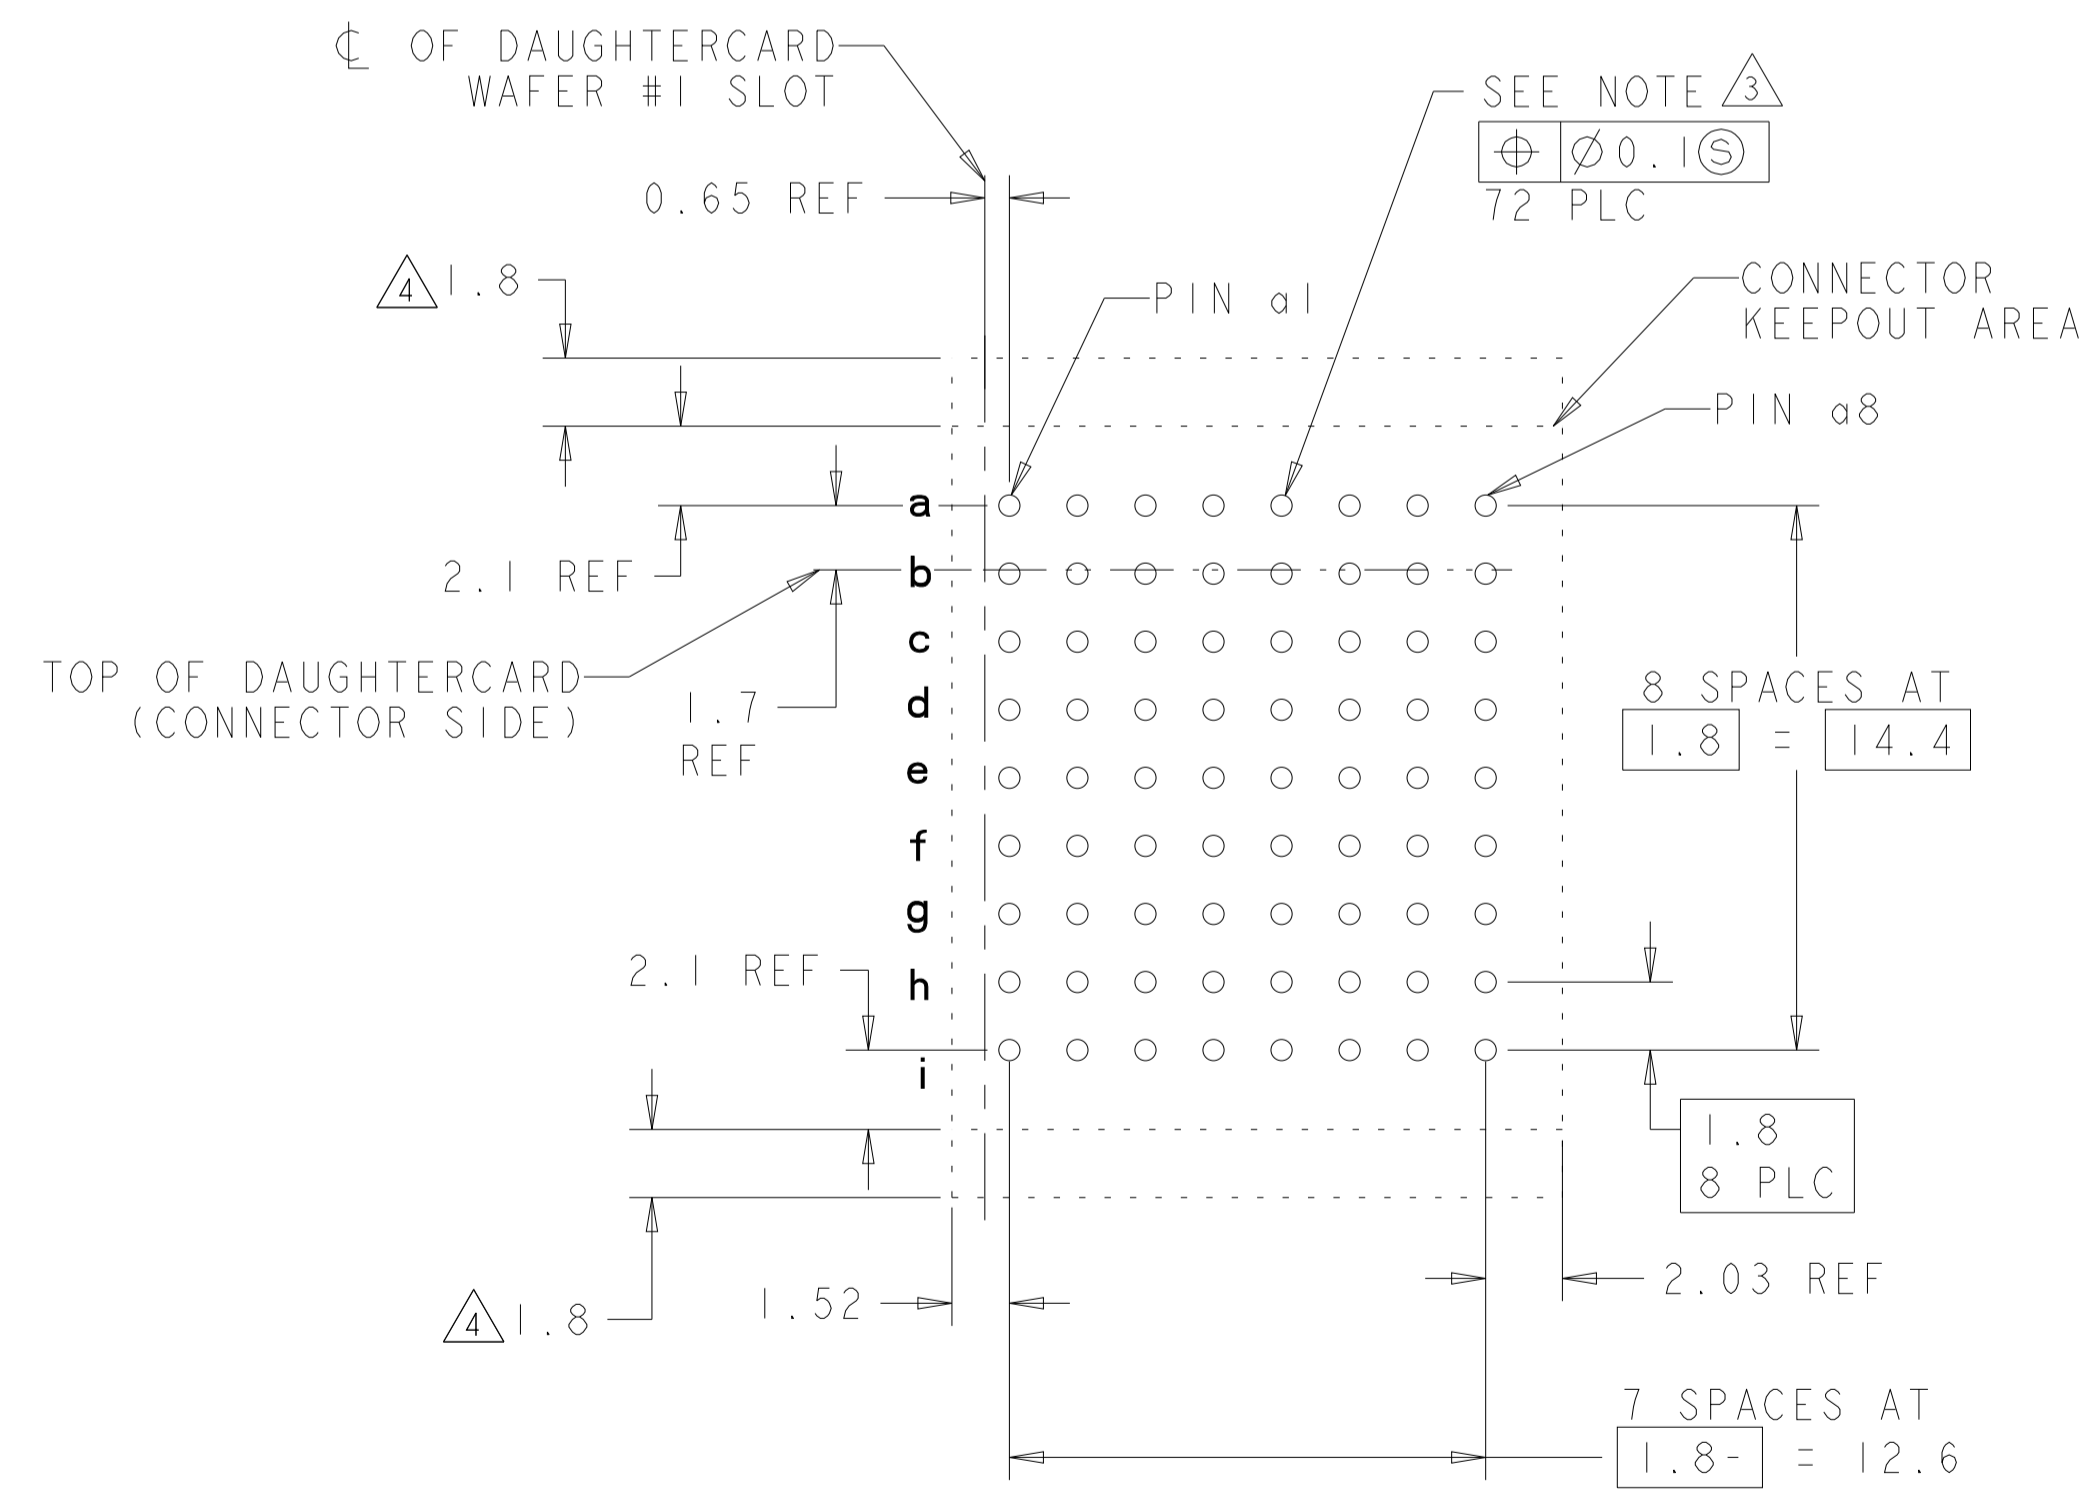 ℄ OF DAUGHTERCARD
WAFER #1 SLOT
SEE NOTE 3
⌖ ⌀0.1Ⓢ
72 PLC
0.65 REF
4 1.8
PIN a1
CONNECTOR
KEEPOUT AREA
PIN a8
a
2.1 REF
b
c
TOP OF DAUGHTERCARD
(CONNECTOR SIDE)
1.7
REF
d
8 SPACES AT
1.8 = 14.4
e
f
g
2.1 REF
h
i
1.8
8 PLC
4 1.8
1.52
2.03 REF
7 SPACES AT
1.8- = 12.6